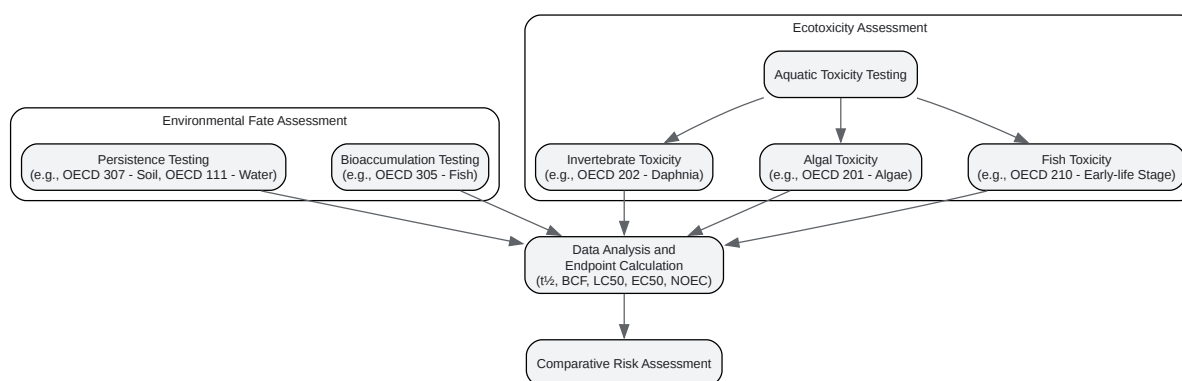 Ecotoxicity Assessment
Aquatic Toxicity Testing
Environmental Fate Assessment
Persistence Testing
(e.g., OECD 307 - Soil, OECD 111 - Water)
Bioaccumulation Testing
(e.g., OECD 305 - Fish)
Invertebrate Toxicity
(e.g., OECD 202 - Daphnia)
Algal Toxicity
(e.g., OECD 201 - Algae)
Fish Toxicity
(e.g., OECD 210 - Early-life Stage)
Data Analysis and
Endpoint Calculation
(t½, BCF, LC50, EC50, NOEC)
Comparative Risk Assessment